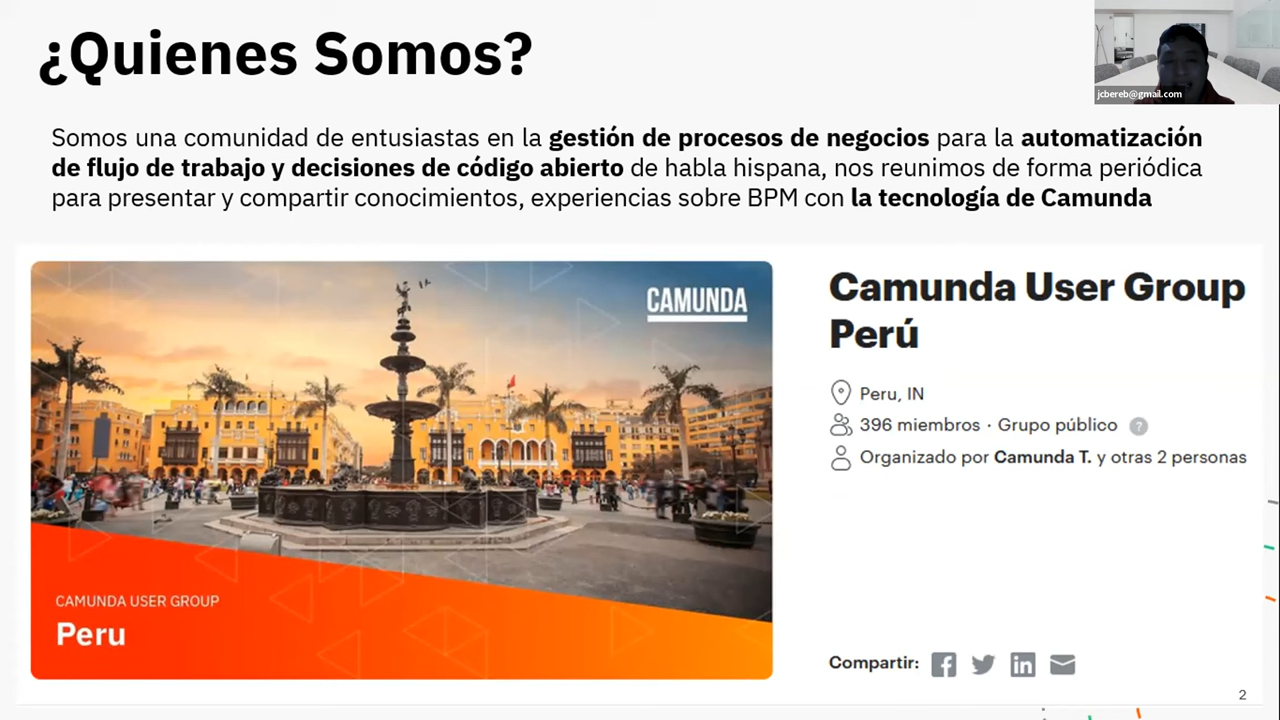 ¿Quienes Somos?
jcbereb@gmail.com
Somos una comunidad de entusiastas en la gestión de procesos de negocios para la automatización
de flujo de trabajo y decisiones de código abierto de habla hispana, nos reunimos de forma periódica
para presentar y compartir conocimientos, experiencias sobre BPM con la tecnología de Camunda
CAMUNDA
CAMUNDA USER GROUP
Peru
Camunda User Group
Perú
Peru, IN
396 miembros · Grupo público ?
Organizado por Camunda T. y otras 2 personas
Compartir:
2